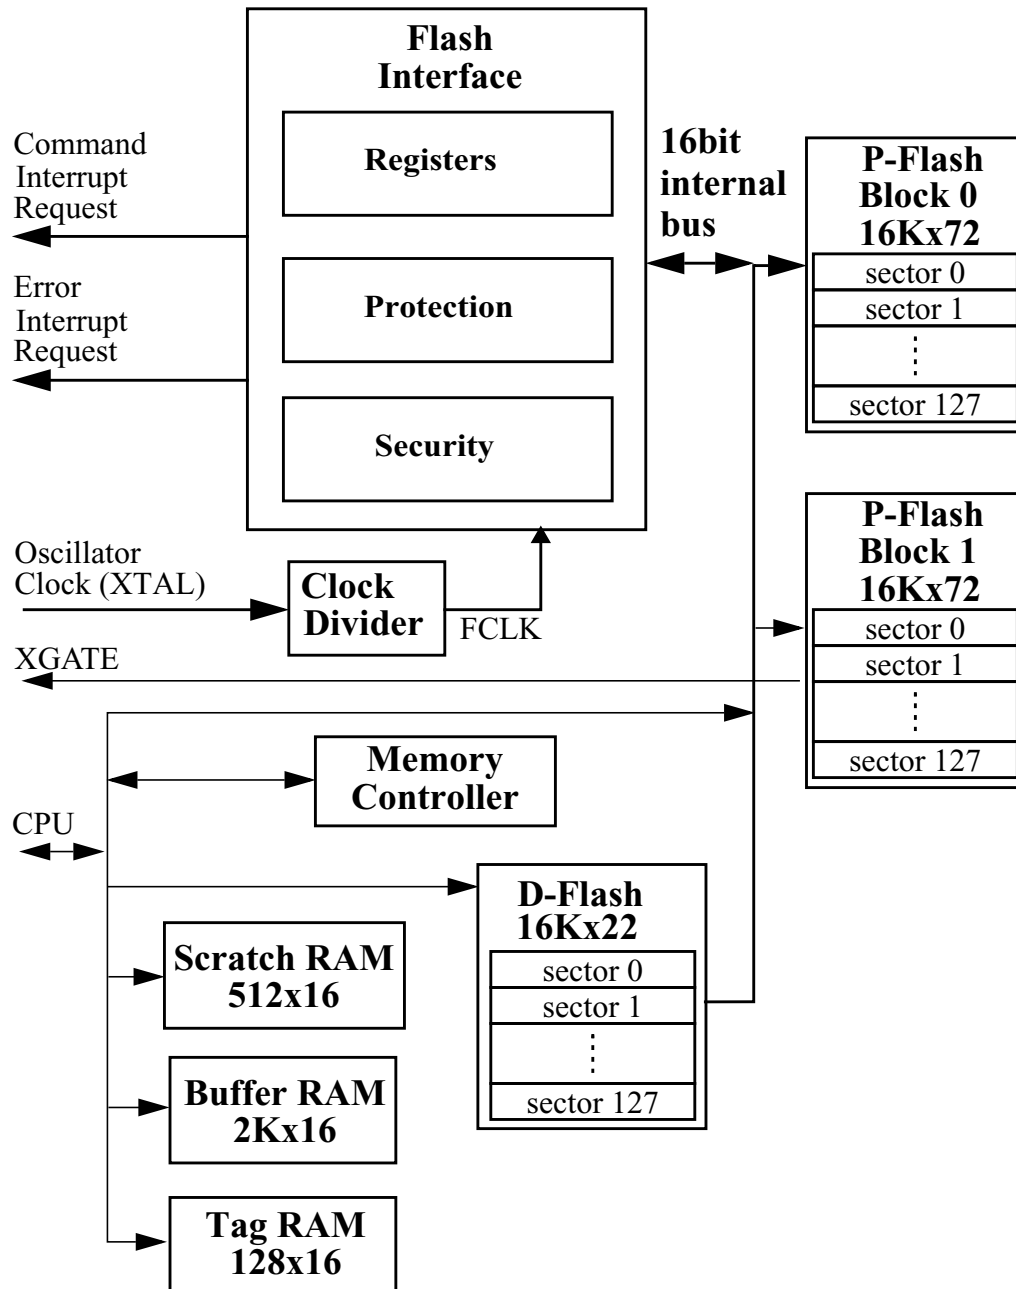 Flash
Interface
Registers
Protection
Security
Command
Interrupt
Request
Error
Interrupt
Request
16bit
internal
bus
P-Flash
Block 0
16Kx72
sector 0
sector 1
sector 127
P-Flash
Block 1
16Kx72
sector 0
sector 1
sector 127
Oscillator
Clock (XTAL)
Clock
Divider
FCLK
XGATE
Memory
Controller
CPU
D-Flash
16Kx22
sector 0
sector 1
sector 127
Scratch RAM
512x16
Buffer RAM
2Kx16
Tag RAM
128x16